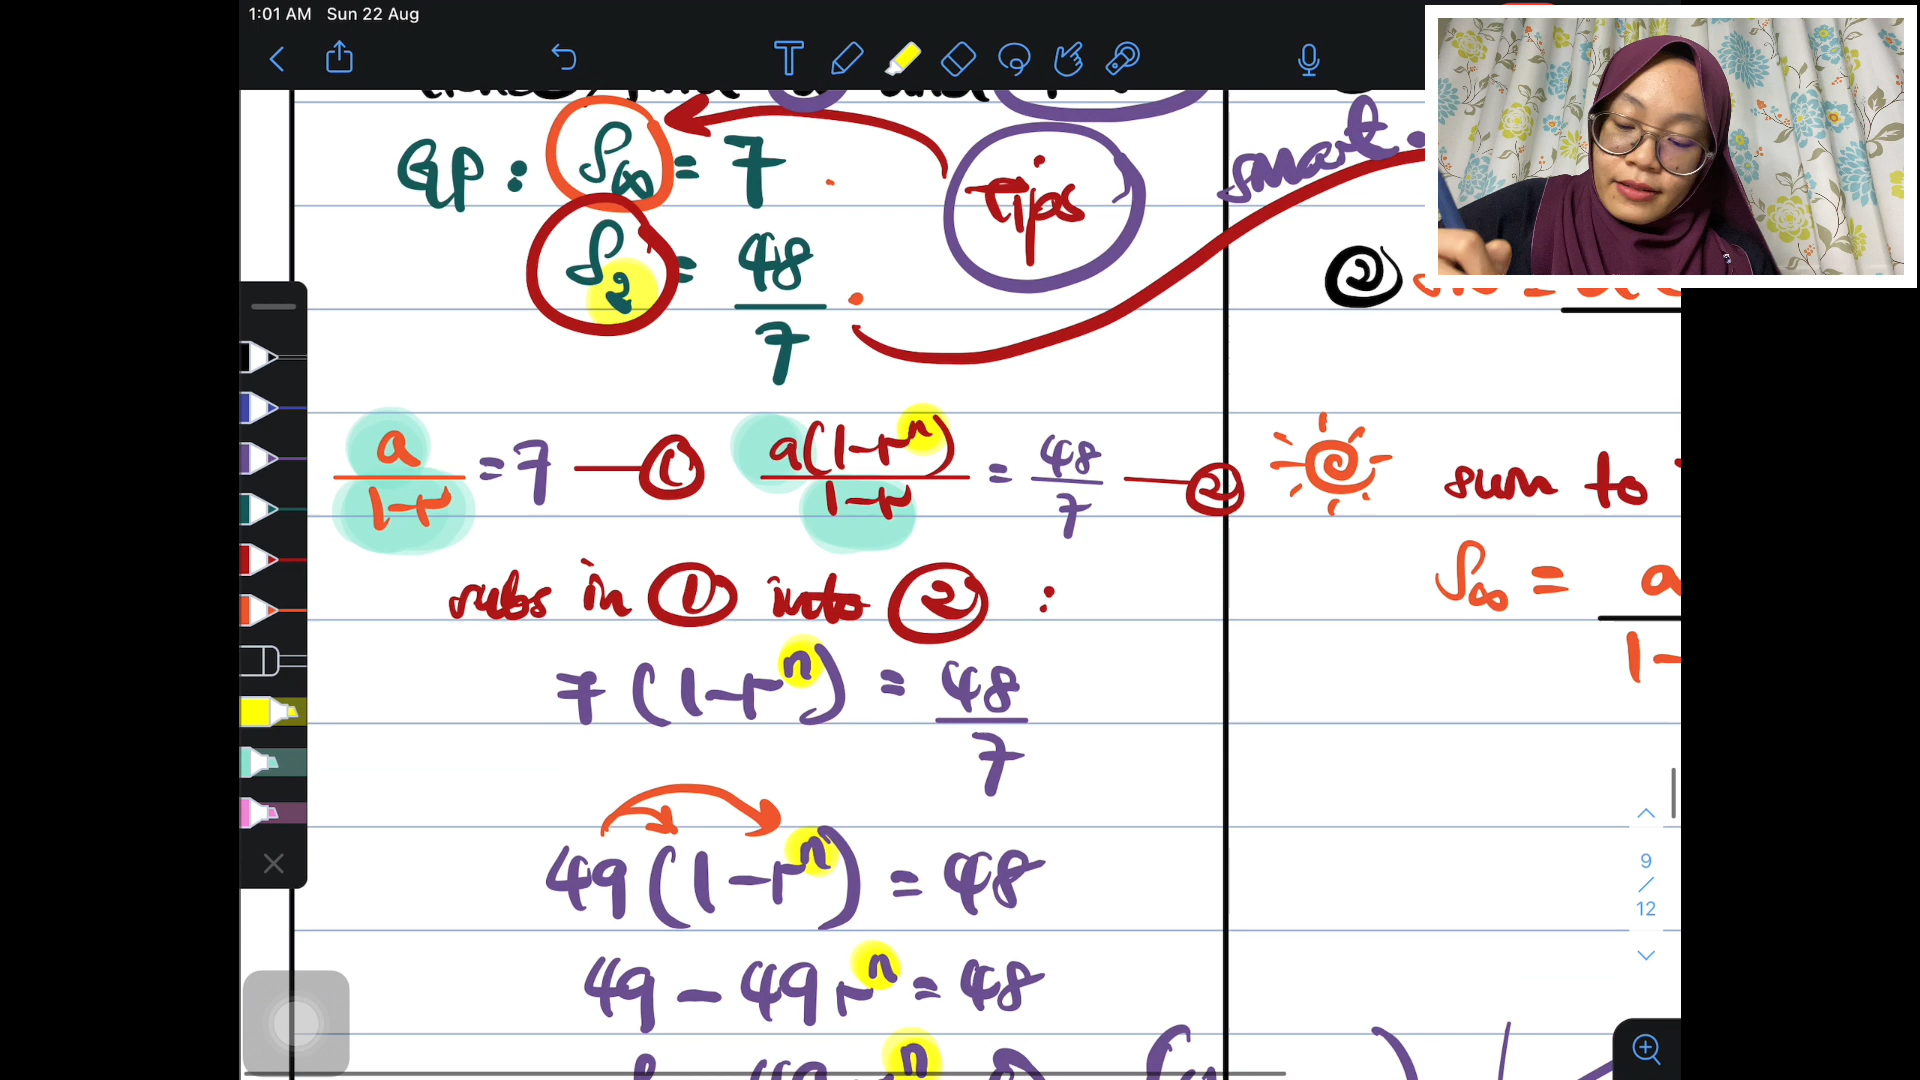 1:01 AM Sun 22 Aug
GP : S∞ = 7
Tips
smart.
S2 = 48/7
2
a/1-r = 7 — 1
a(1-r^n)/1-r = 48/7 — 2
sum to
subs in 1 into 2 :
S∞ = a/1-
7 (1-r^n) = 48/7
49 (1-r^n) = 48
9
/
12
49 - 49r^n = 48